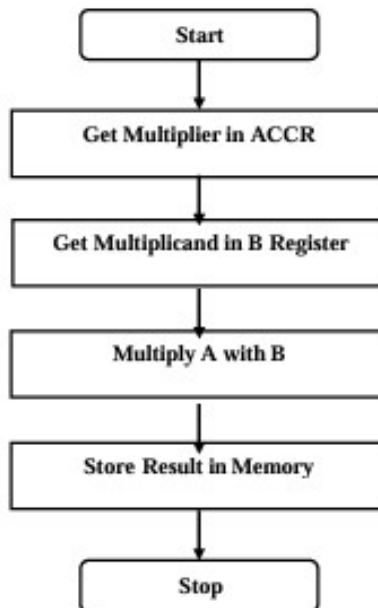 Start
Get Multiplier in ACCR
Get Multiplicand in B Register
Multiply A with B
Store Result in Memory
Stop